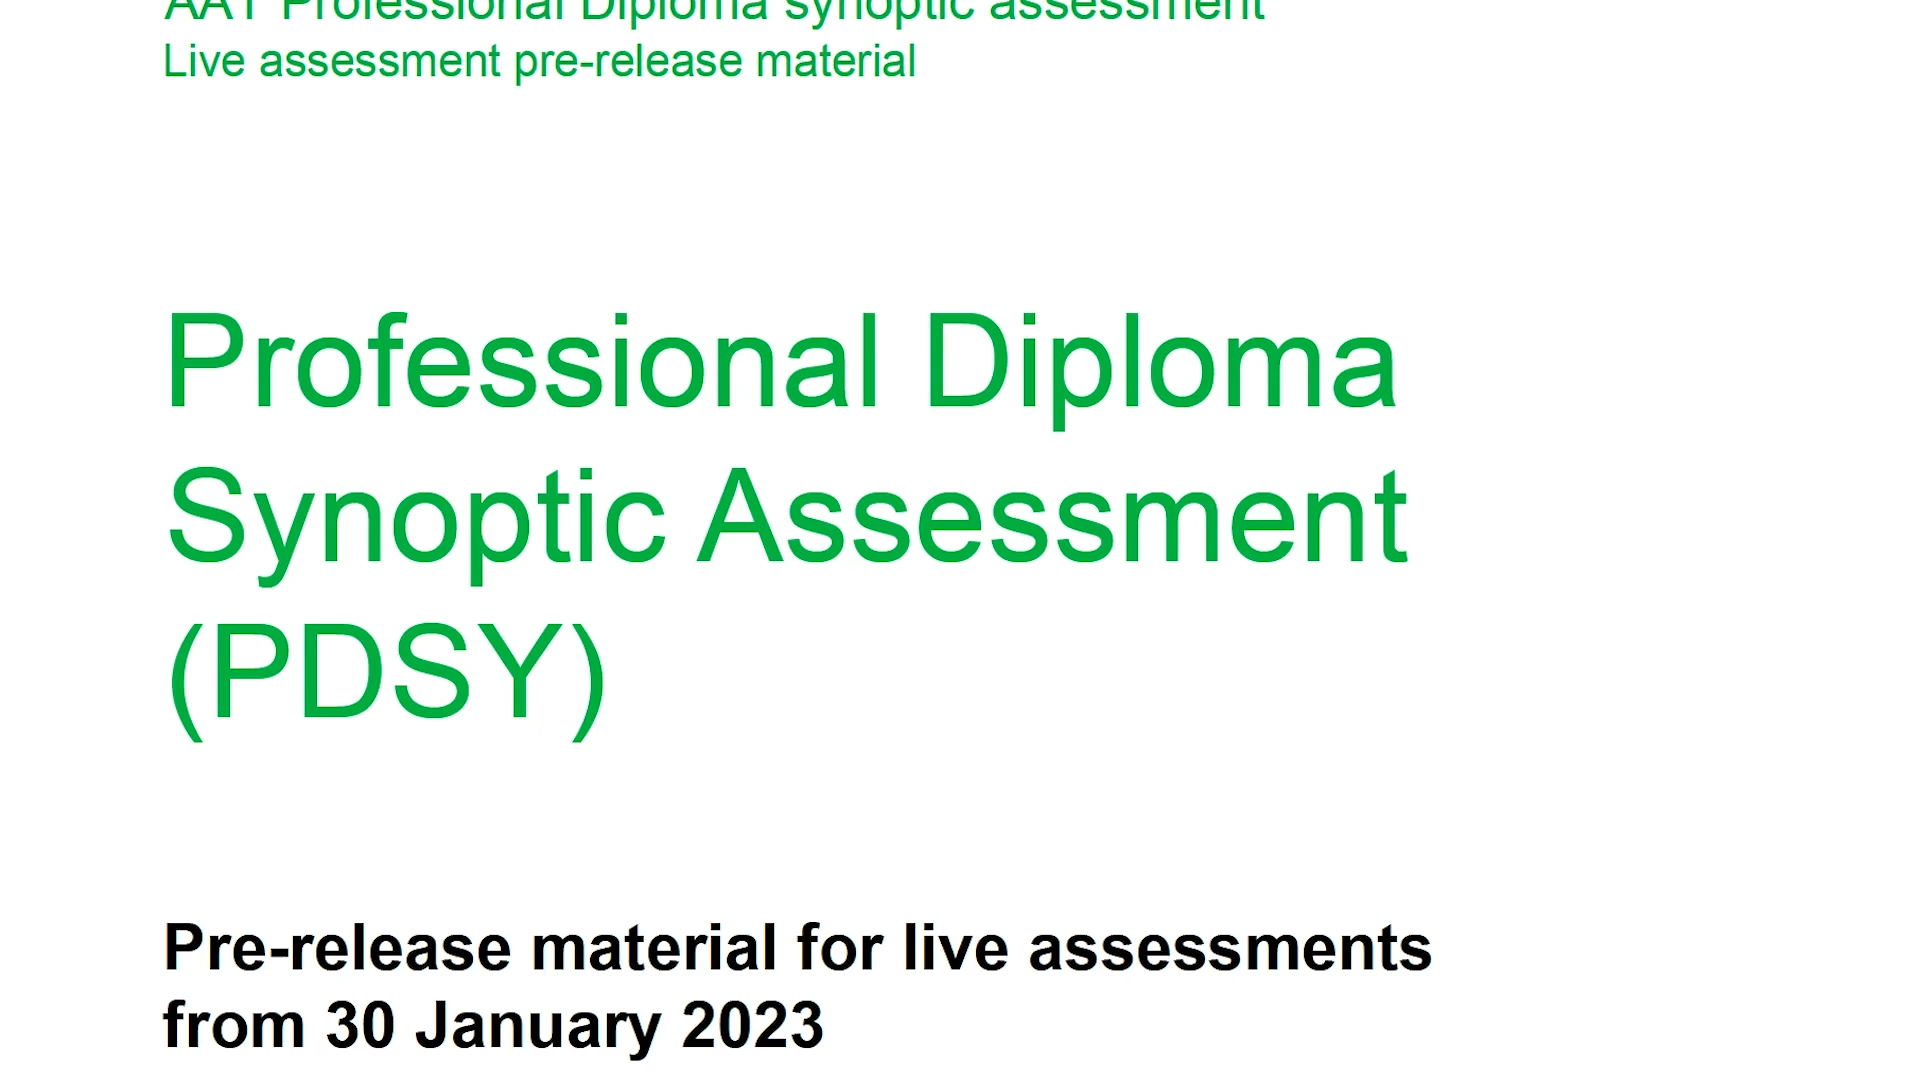 AAT Professional Diploma synoptic assessment
Live assessment pre-release material
Professional Diploma
Synoptic Assessment
(PDSY)
Pre-release material for live assessments
from 30 January 2023